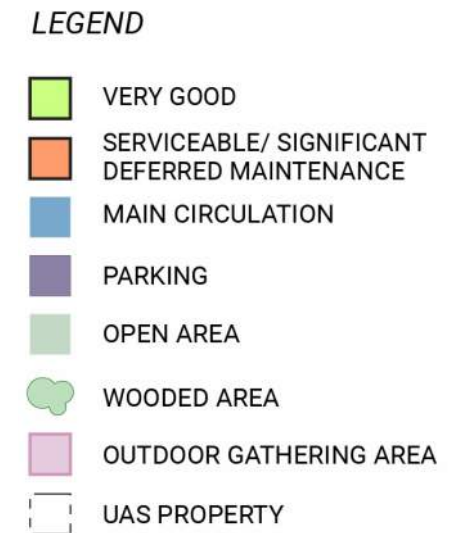 LEGEND
VERY GOOD
SERVICEABLE/ SIGNIFICANT
DEFERRED MAINTENANCE
MAIN CIRCULATION
PARKING
OPEN AREA
WOODED AREA
OUTDOOR GATHERING AREA
UAS PROPERTY